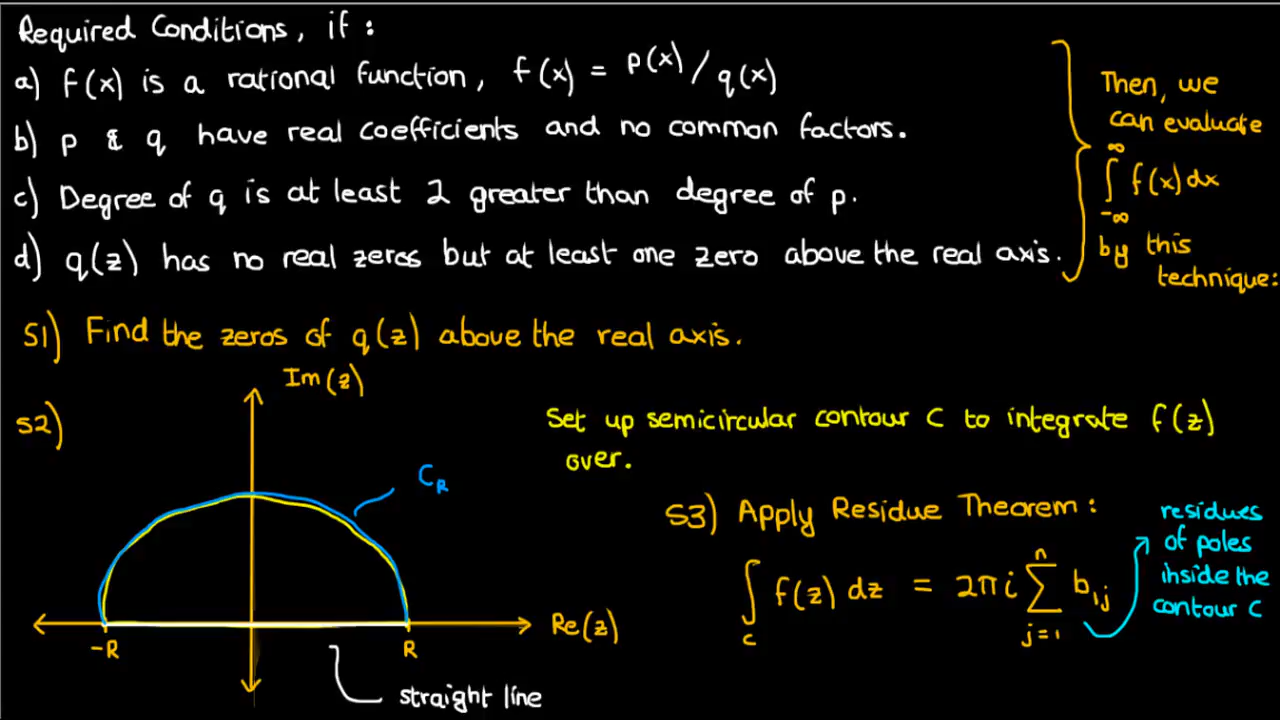 Required Conditions, if :
a) f(x) is a rational function, f(x) = p(x)/q(x)
b) p & q have real coefficients and no common factors.
c) Degree of q is at least 2 greater than degree of p.
d) q(z) has no real zeros but at least one zero above the real axis.
Then, we
can evaluate
∫_{-∞}^{∞} f(x) dx
by this
technique:
S1) Find the zeros of q(z) above the real axis.
S2)
Im(z)
C_R
Re(z)
-R
R
straight line
Set up semicircular contour C to integrate f(z)
over.
S3) Apply Residue Theorem :
∫_C f(z) dz = 2πi ∑_{j=1}^{n} b_{1j}
residues
of poles
inside the
contour C